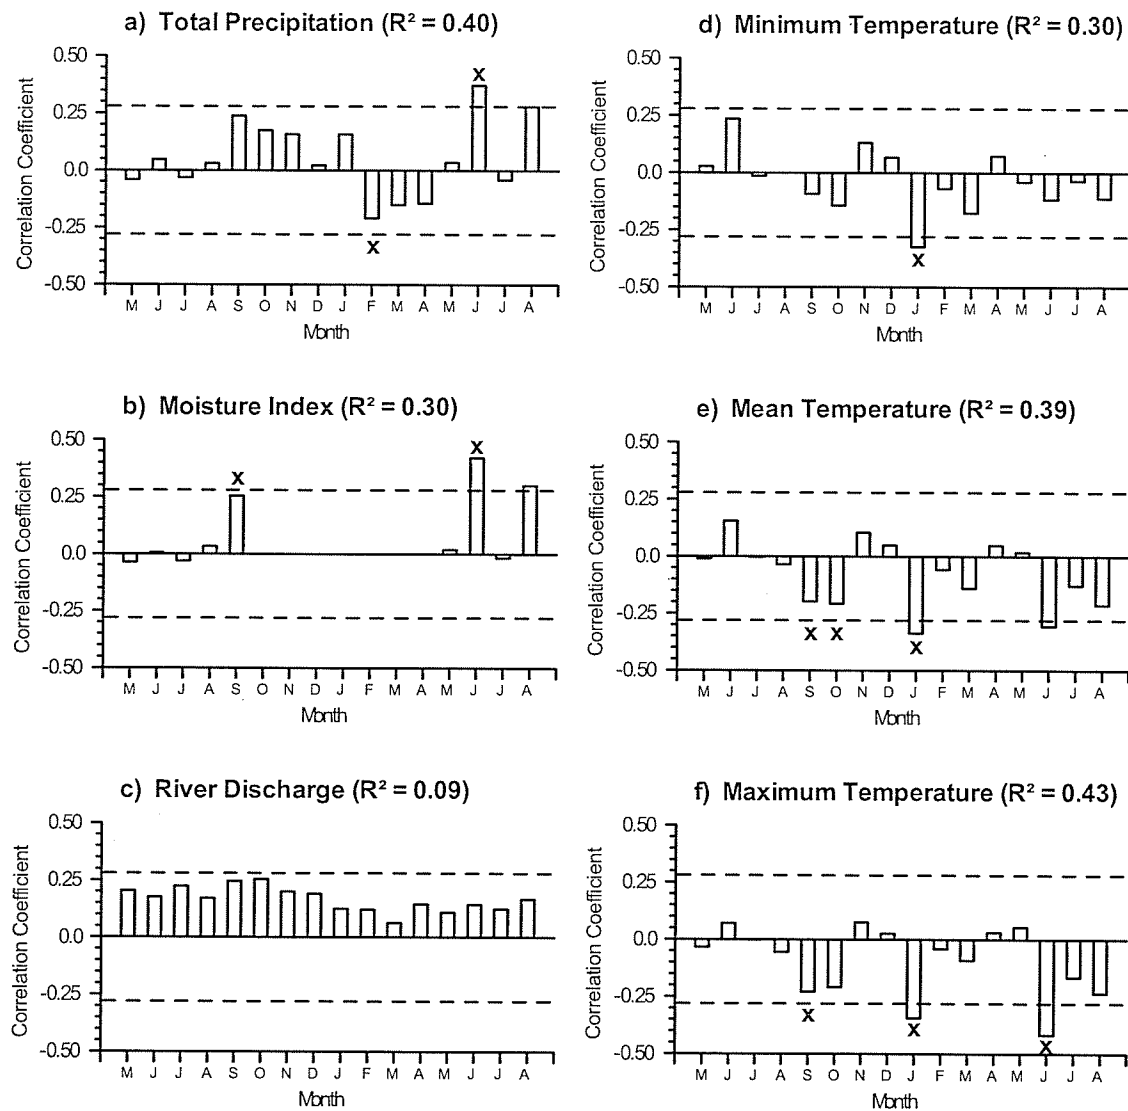 a) Total Precipitation (R² = 0.40)
Correlation Coefficient
0.50
0.25
0.0
-0.25
-0.50
X
X
M J J A S O N D J F M A M J J A
Month
d) Minimum Temperature (R² = 0.30)
Correlation Coefficient
0.50
0.25
0.0
-0.25
-0.50
X
M J J A S O N D J F M A M J J A
Month
b) Moisture Index (R² = 0.30)
Correlation Coefficient
0.50
0.25
0.0
-0.25
-0.50
X
X
M J J A S O N D J F M A M J J A
Month
e) Mean Temperature (R² = 0.39)
Correlation Coefficient
0.50
0.25
0.0
-0.25
-0.50
X X
X
M J J A S O N D J F M A M J J A
Month
c) River Discharge (R² = 0.09)
Correlation Coefficient
0.50
0.25
0.0
-0.25
-0.50
M J J A S O N D J F M A M J J A
Month
f) Maximum Temperature (R² = 0.43)
Correlation Coefficient
0.50
0.25
0.0
-0.25
-0.50
X
X
X
M J J A S O N D J F M A M J J A
Month